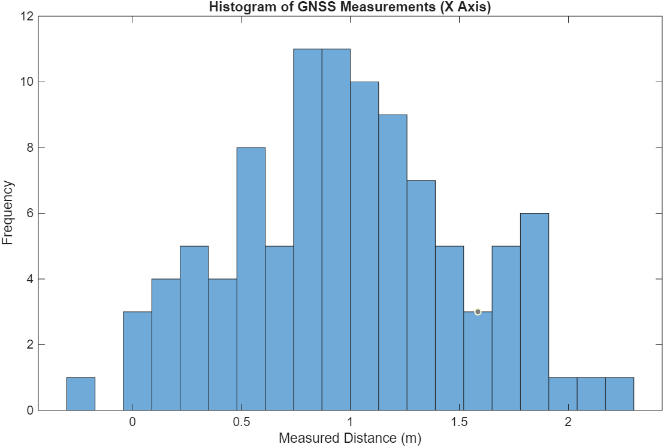 Histogram of GNSS Measurements (X Axis)
12
10
8
6
4
2
0
Frequency
0 0.5 1 1.5 2
Measured Distance (m)